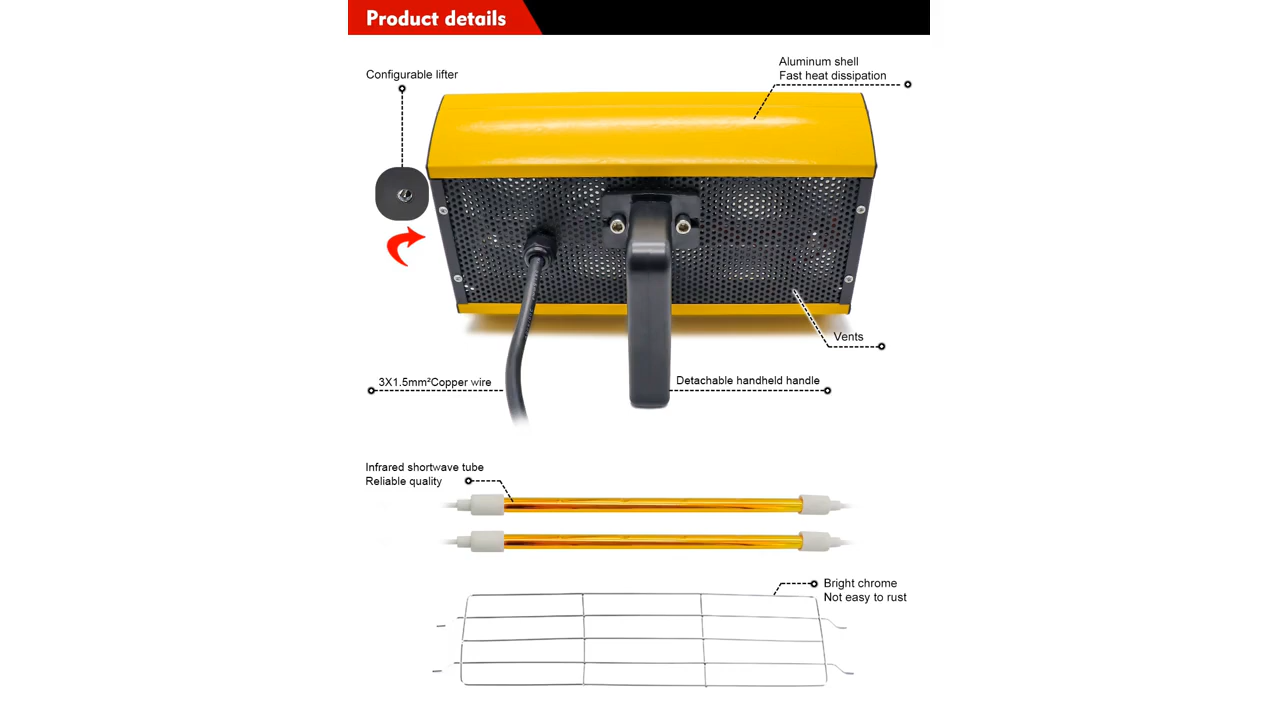 Product details
Configurable lifter
Aluminum shell
Fast heat dissipation
Vents
3X1.5mm²Copper wire
Detachable handheld handle
Infrared shortwave tube
Reliable quality
Bright chrome
Not easy to rust